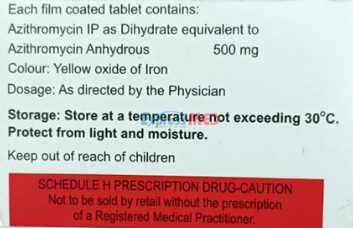 Each film coated tablet contains:
Azithromycin IP as Dihydrate equivalent to
Azithromycin Anhydrous 500 mg
Colour: Yellow oxide of Iron
Dosage: As directed by the Physician
Storage: Store at a temperature not exceeding 30°C.
Protect from light and moisture.
Keep out of reach of children
SCHEDULE H PRESCRIPTION DRUG-CAUTION
Not to be sold by retail without the prescription
of a Registered Medical Practitioner.